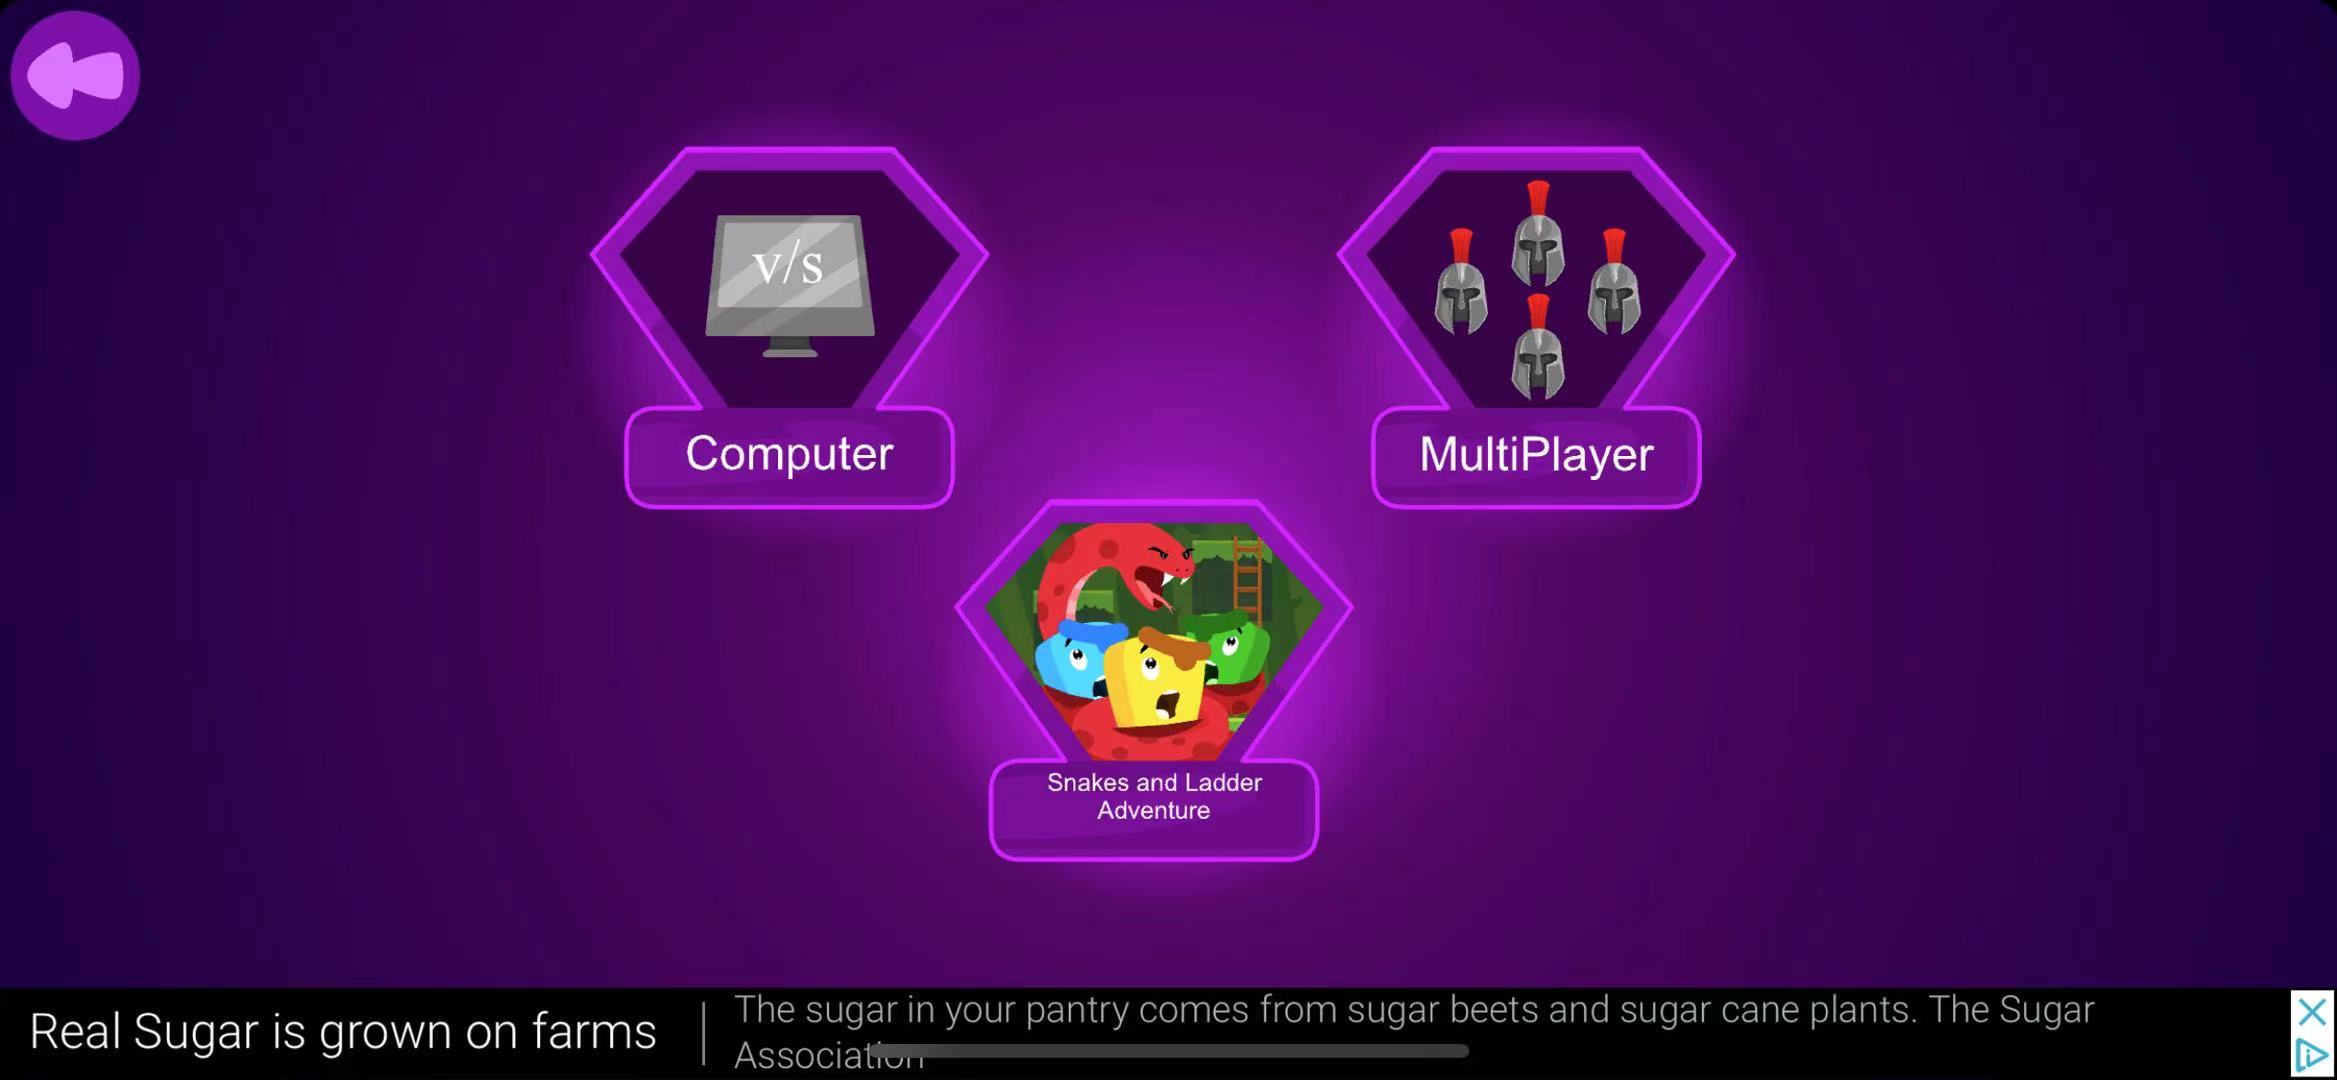 v/s
Computer
MultiPlayer
Snakes and Ladder
Adventure
Real Sugar is grown on farms
The sugar in your pantry comes from sugar beets and sugar cane plants. The Sugar
Association